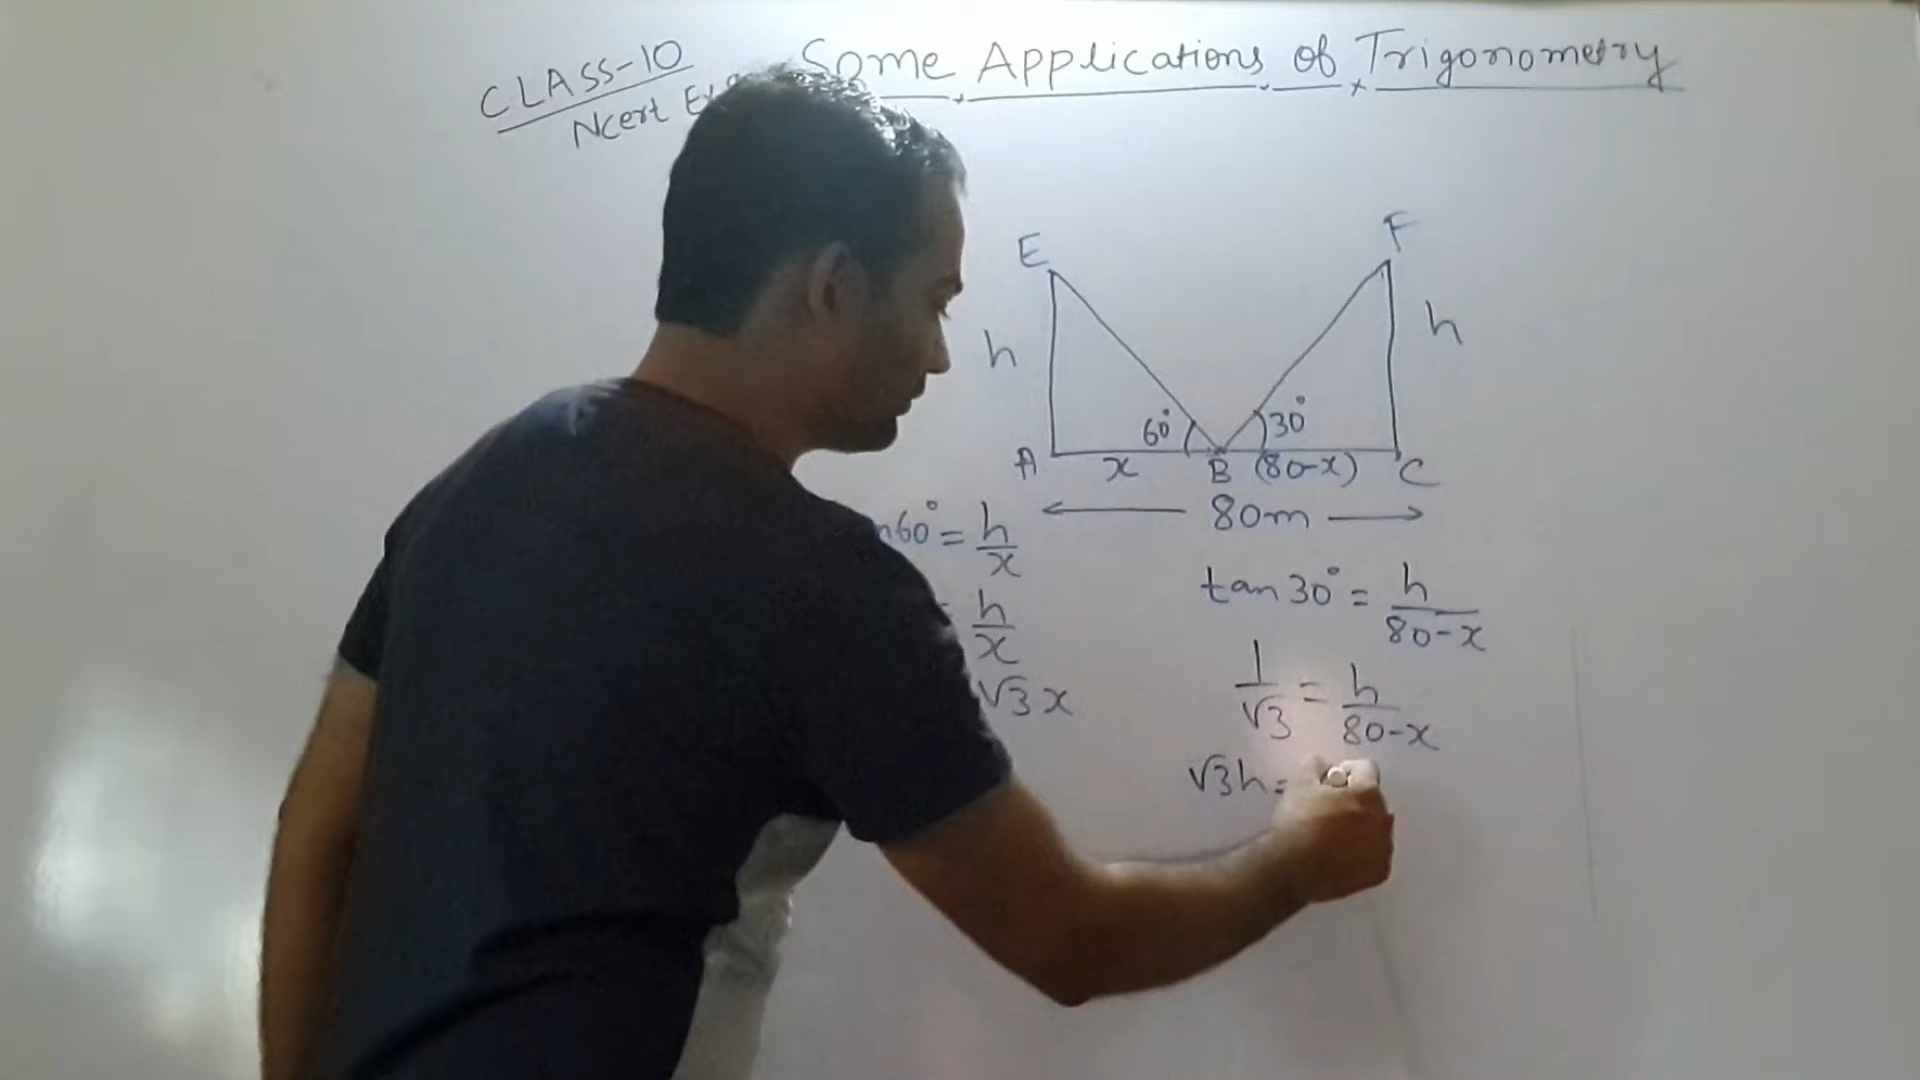 CLASS-10 Some Applications of Trigonometry
Ncert
E F
h h
60° 30°
A x B (80-x) C
80m
60° = h/x
= h/x
√3 x
tan 30° = h/80-x
1/√3 = h/80-x
√3h =